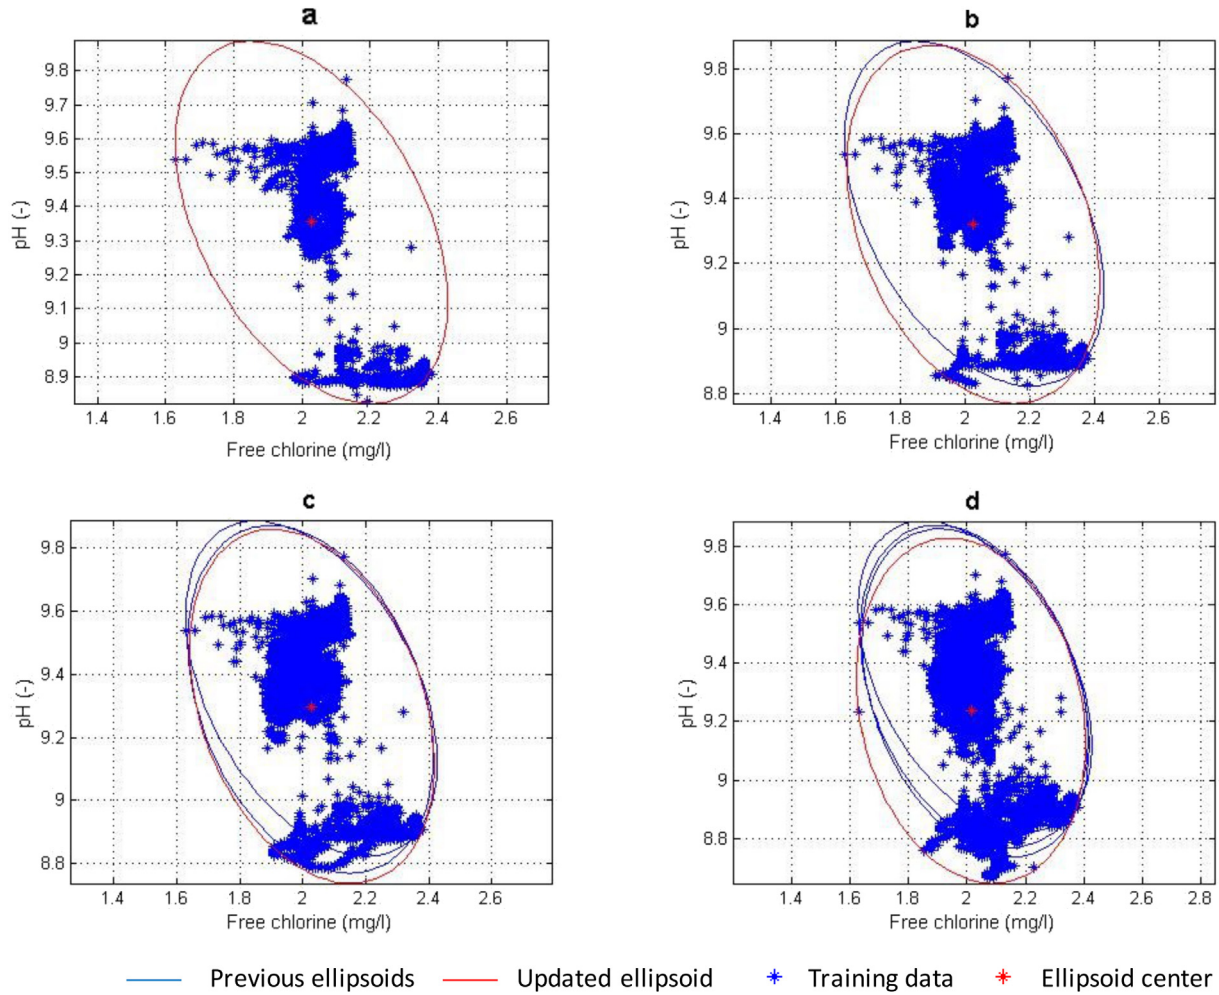 a
9.8
9.7
9.6
9.5
9.4
9.3
9.2
9.1
9
8.9
pH (-)
1.4 1.6 1.8 2 2.2 2.4 2.6
Free chlorine (mg/l)
b
9.8
9.6
9.4
9.2
9
8.8
pH (-)
1.4 1.6 1.8 2 2.2 2.4 2.6
Free chlorine (mg/l)
c
9.8
9.6
9.4
9.2
9
8.8
pH (-)
1.4 1.6 1.8 2 2.2 2.4 2.6
Free chlorine (mg/l)
d
9.8
9.6
9.4
9.2
9
8.8
pH (-)
1.4 1.6 1.8 2 2.2 2.4 2.6 2.8
Free chlorine (mg/l)
Previous ellipsoids Updated ellipsoid Training data Ellipsoid center